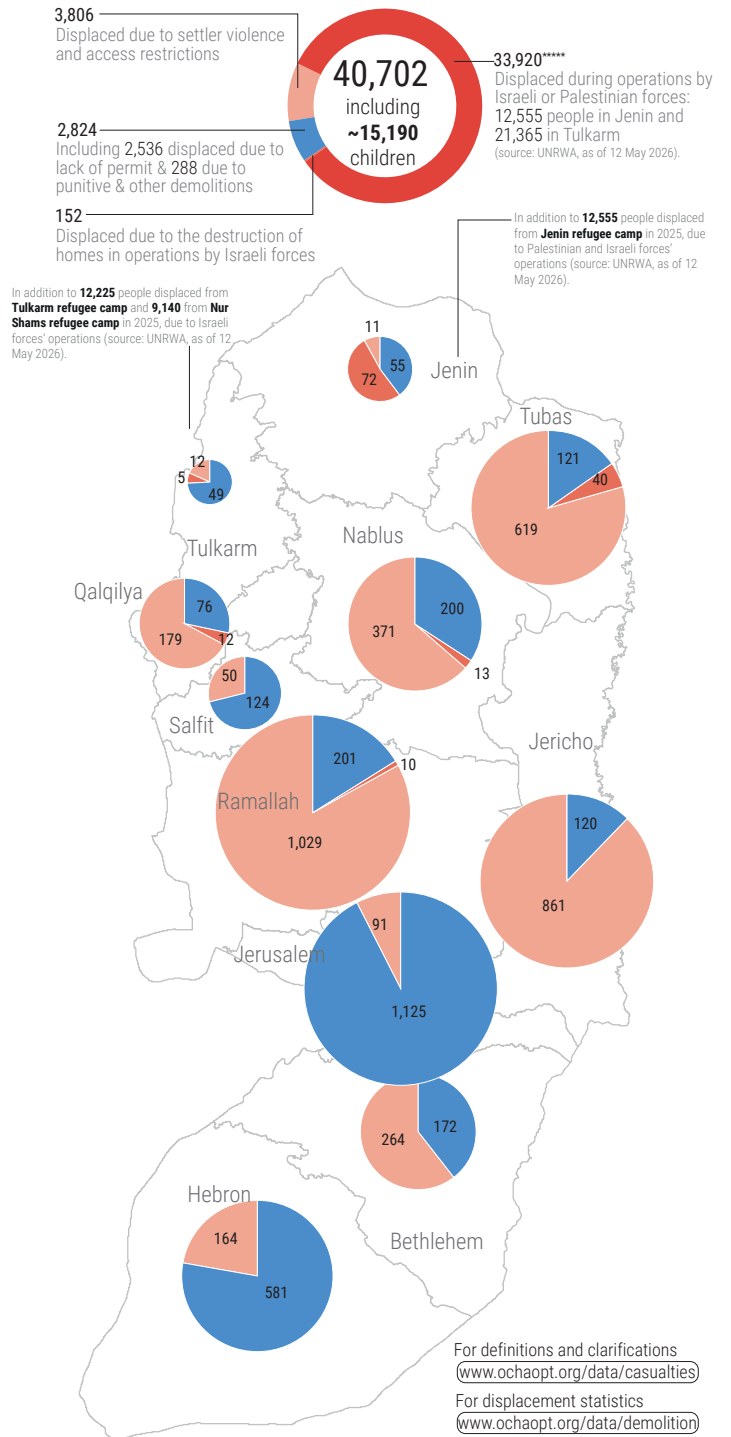 3,806
Displaced due to settler violence
and access restrictions
40,702
including
~15,190
children
33,920*****
Displaced during operations by
Israeli or Palestinian forces:
12,555 people in Jenin and
21,365 in Tulkarm
(source: UNRWA, as of 12 May 2026).
2,824
Including 2,536 displaced due to
lack of permit & 288 due to
punitive & other demolitions
152
Displaced due to the destruction of
homes in operations by Israeli forces
In addition to 12,555 people displaced
from Jenin refugee camp in 2025, due
to Palestinian and Israeli forces'
operations (source: UNRWA, as of 12
May 2026).
In addition to 12,225 people displaced from
Tulkarm refugee camp and 9,140 from Nur
Shams refugee camp in 2025, due to Israeli
forces' operations (source: UNRWA, as of 12
May 2026).
11
55
72
Jenin
Tubas
121
40
619
12
5
49
Tulkarm
Nablus
200
371
13
Qalqilya
76
179
12
50
124
Salfit
Jericho
201
10
Ramallah
1,029
120
861
91
Jerusalem
1,125
172
264
Bethlehem
Hebron
164
581
For definitions and clarifications
www.ochaopt.org/data/casualties
For displacement statistics
www.ochaopt.org/data/demolition